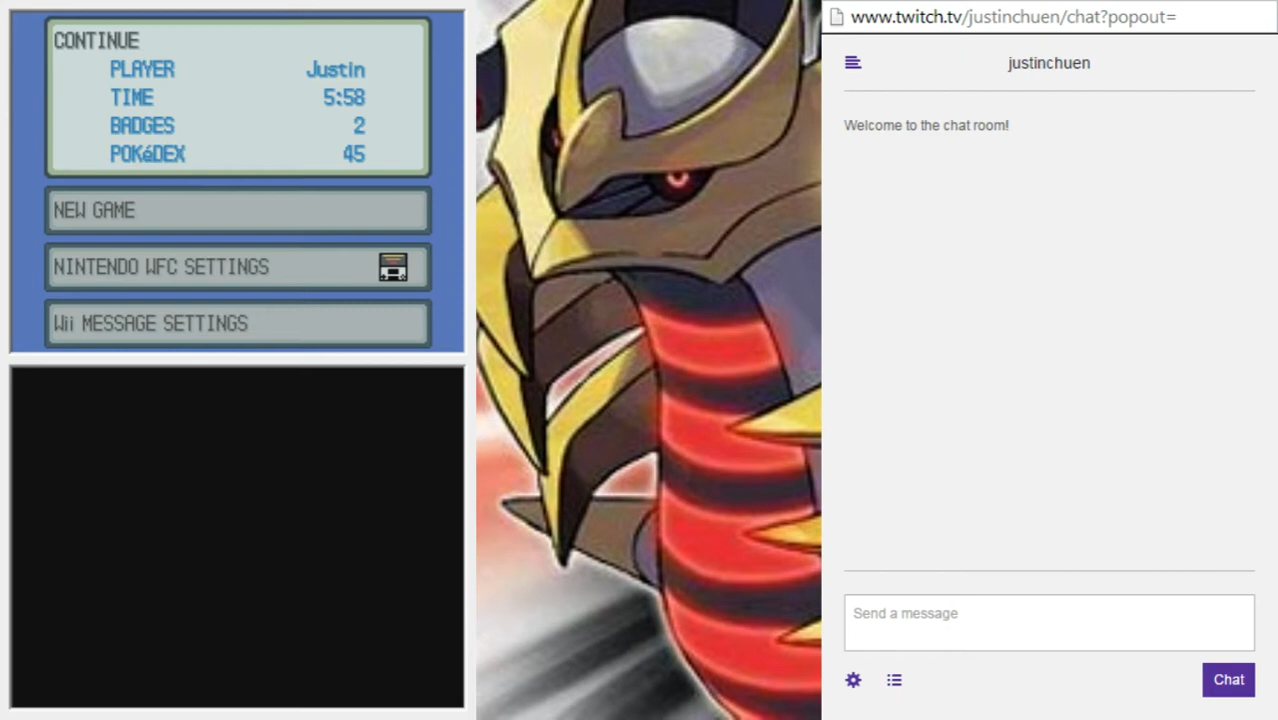 CONTINUE
PLAYER Justin
TIME 5:58
BADGES 2
POKéDEX 45
NEW GAME
NINTENDO WFC SETTINGS
Wii MESSAGE SETTINGS
www.twitch.tv/justinchuen/chat?popout=
justinchuen
Welcome to the chat room!
Send a message
Chat